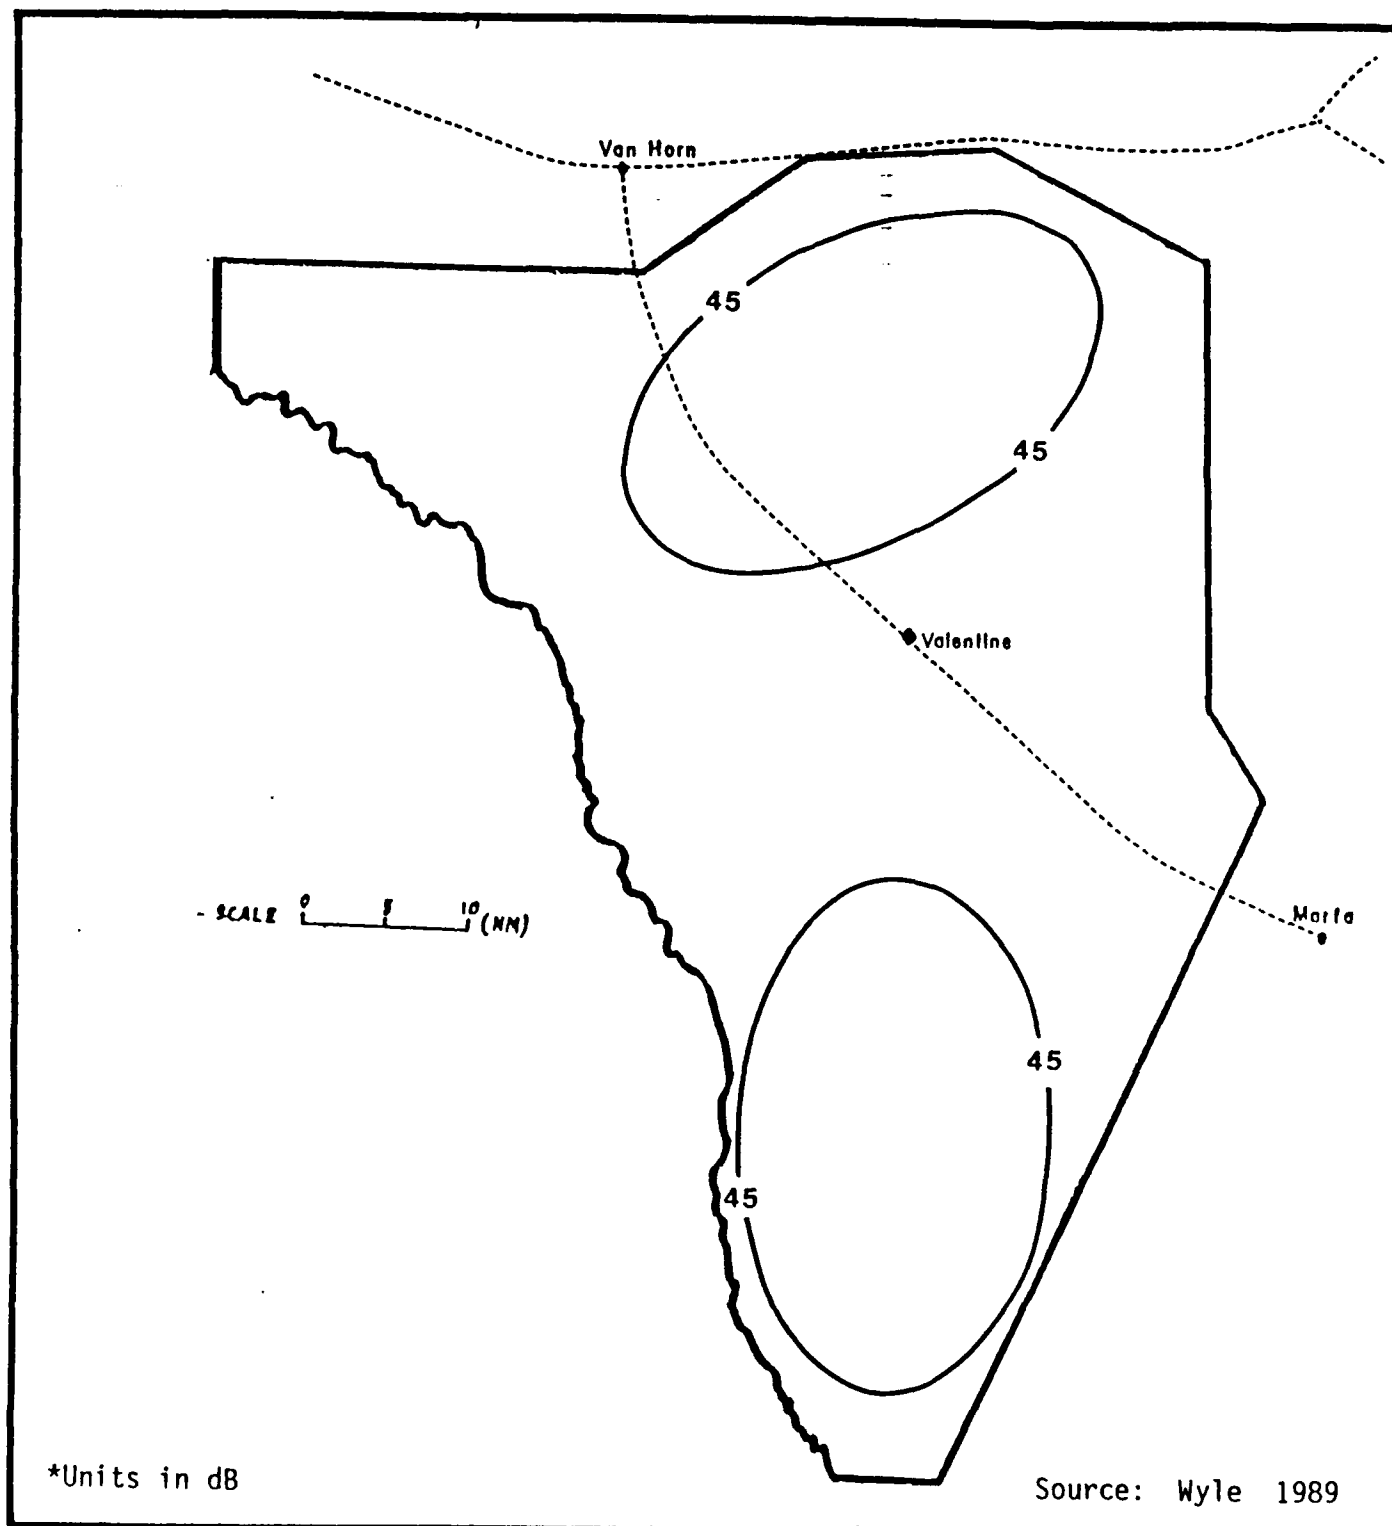 Van Horn
45
45
Valentine
SCALE 0 5 10 (NM)
Marfa
45
45
*Units in dB
Source: Wyle 1989